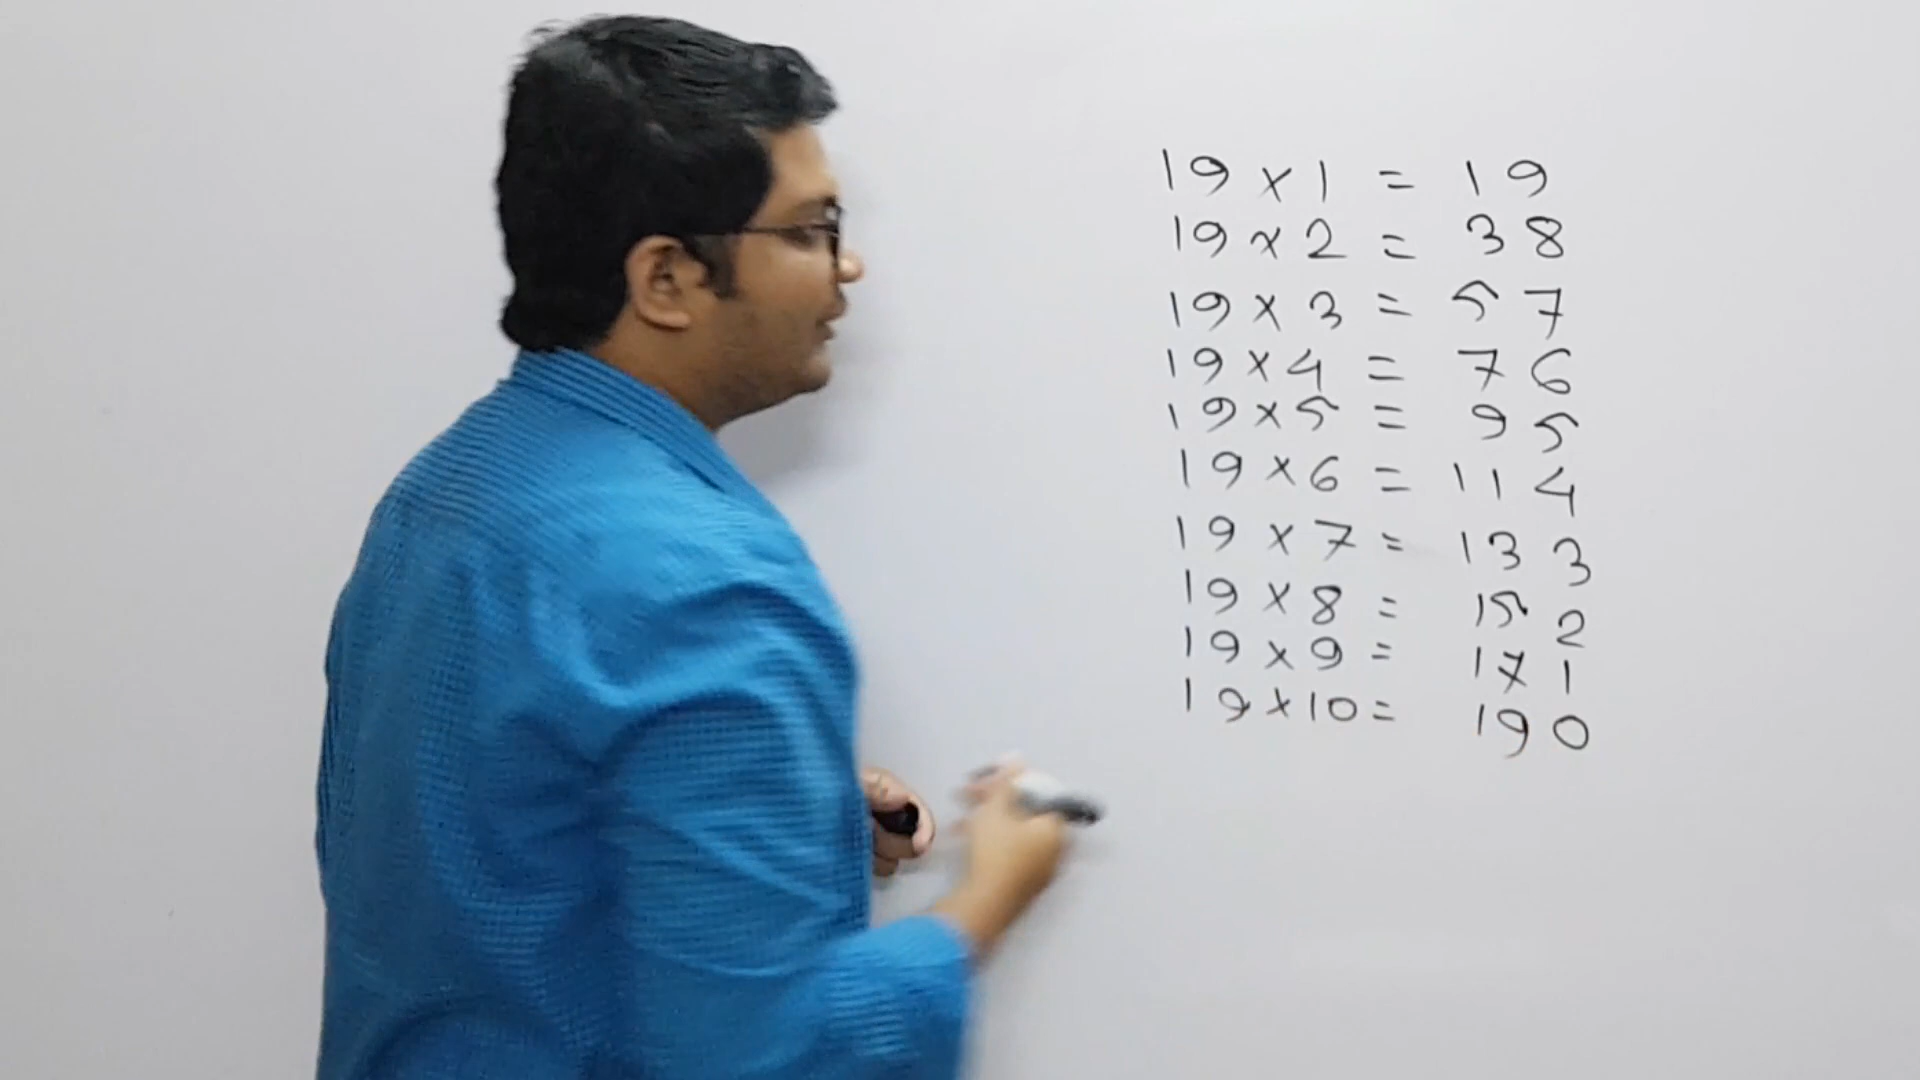 19 × 1 = 19
19 × 2 = 38
19 × 3 = 57
19 × 4 = 76
19 × 5 = 95
19 × 6 = 114
19 × 7 = 133
19 × 8 = 152
19 × 9 = 171
19 × 10 = 190